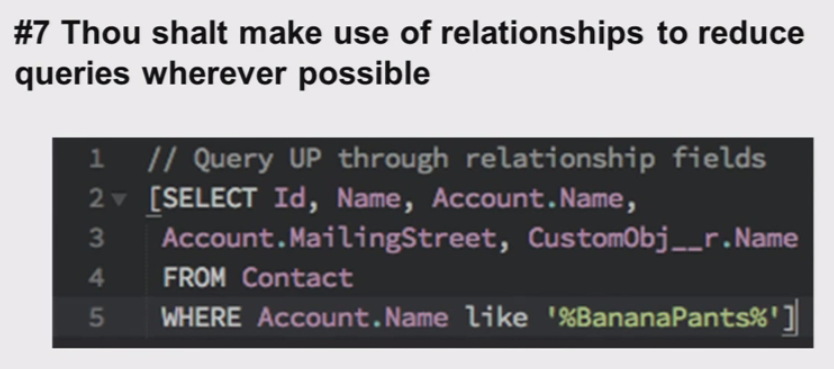 #7 Thou shalt make use of relationships to reduce
queries wherever possible
1 // Query UP through relationship fields
2 [SELECT Id, Name, Account.Name,
3 Account.MailingStreet, CustomObj__r.Name
4 FROM Contact
5 WHERE Account.Name like '%BananaPants%']